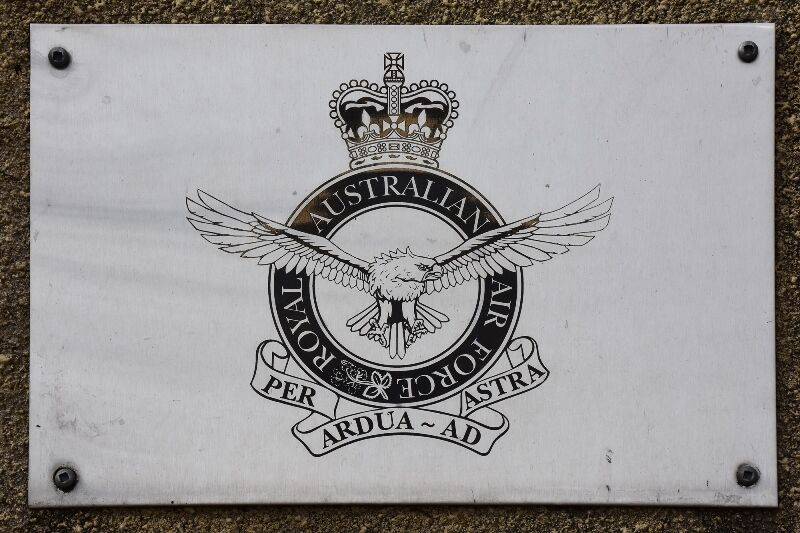 ROYAL AUSTRALIAN AIR FORCE
PER ARDUA ~ AD ASTRA